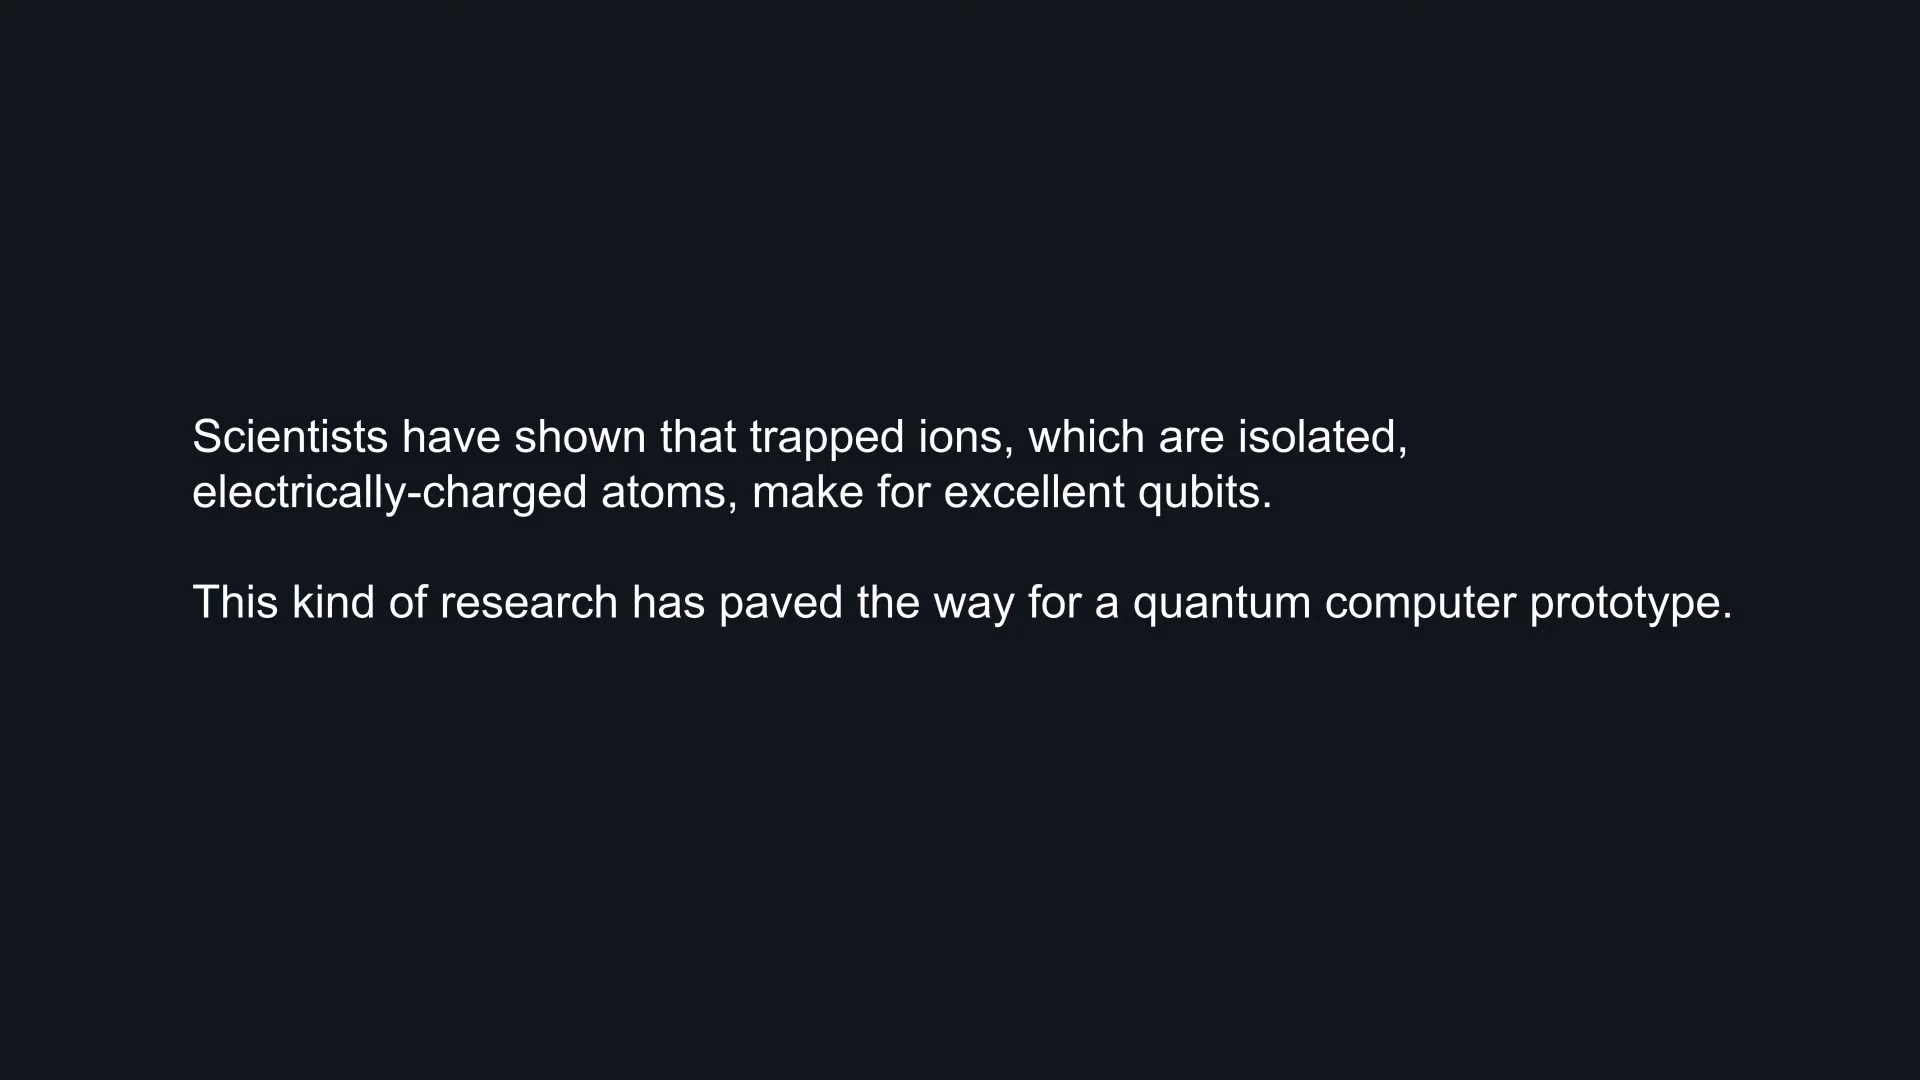 Scientists have shown that trapped ions, which are isolated,
electrically-charged atoms, make for excellent qubits.
This kind of research has paved the way for a quantum computer prototype.